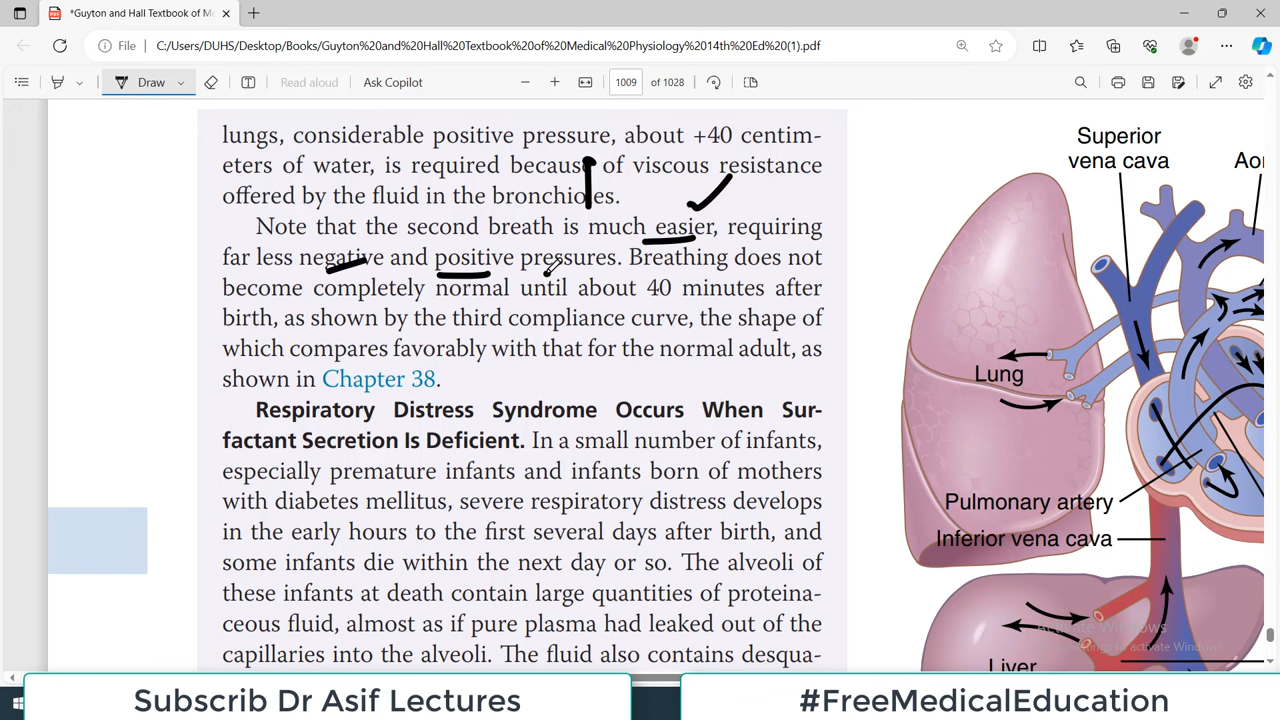 *Guyton and Hall Textbook of Me
File
C:/Users/DUHS/Desktop/Books/Guyton%20and%20Hall%20Textbook%20of%20Medical%20Physiology%2014th%20Ed%20(1).pdf
Draw
Read aloud
Ask Copilot
1009 of 1028
lungs, considerable positive pressure, about +40 centim-
eters of water, is required because of viscous resistance
offered by the fluid in the bronchioles.
Note that the second breath is much easier, requiring
far less negative and positive pressures. Breathing does not
become completely normal until about 40 minutes after
birth, as shown by the third compliance curve, the shape of
which compares favorably with that for the normal adult, as
shown in Chapter 38.
Respiratory Distress Syndrome Occurs When Sur-
factant Secretion Is Deficient. In a small number of infants,
especially premature infants and infants born of mothers
with diabetes mellitus, severe respiratory distress develops
in the early hours to the first several days after birth, and
some infants die within the next day or so. The alveoli of
these infants at death contain large quantities of proteina-
ceous fluid, almost as if pure plasma had leaked out of the
capillaries into the alveoli. The fluid also contains desqua-
Superior
vena cava
Ao
Lung
Pulmonary artery
Inferior vena cava
Liver
Activate Windows
Settings to activate Windows.
Subscrib Dr Asif Lectures
#FreeMedicalEducation